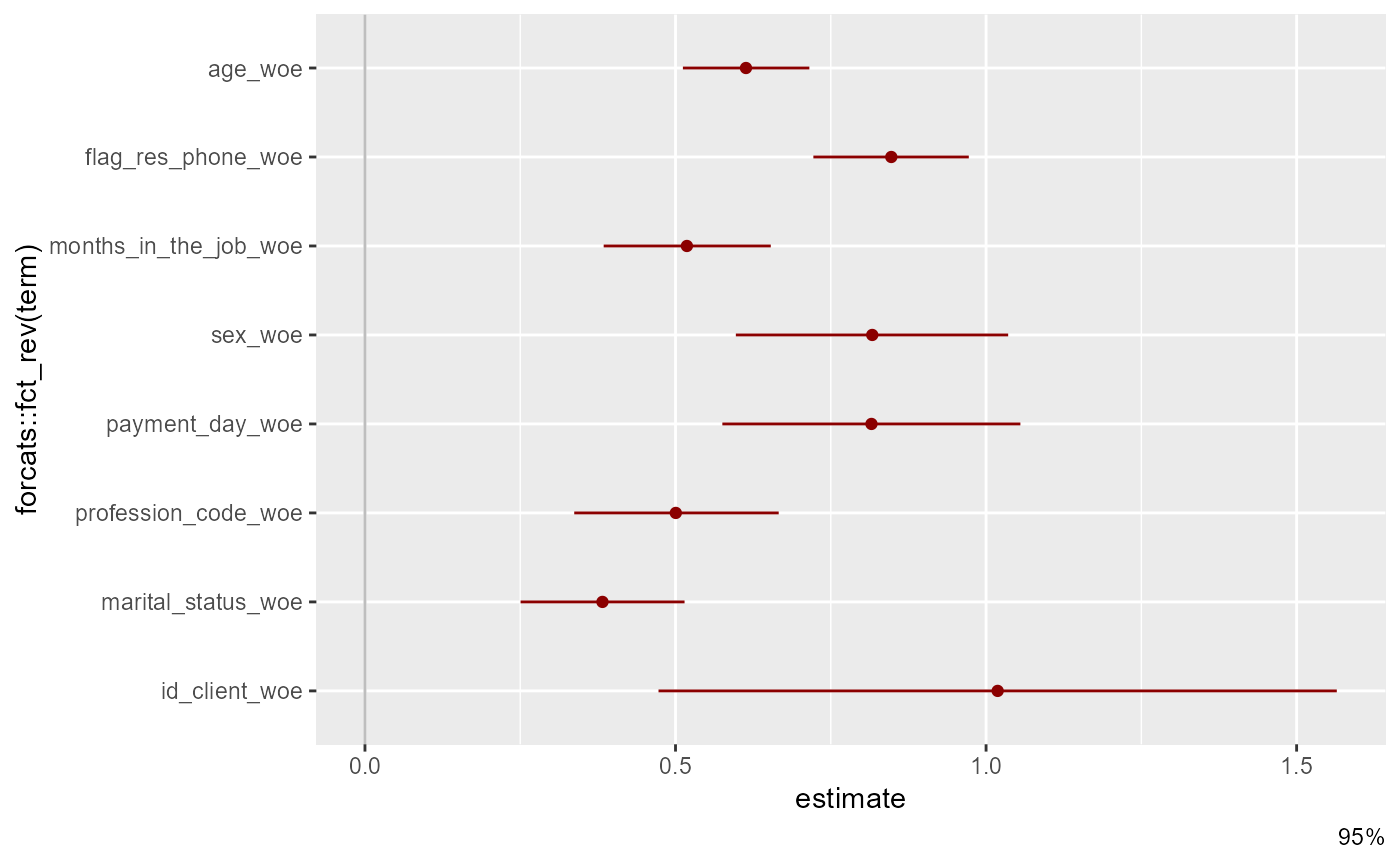 age_woe
flag_res_phone_woe
months_in_the_job_woe
sex_woe
payment_day_woe
profession_code_woe
marital_status_woe
id_client_woe
forcats::fct_rev(term)
0.0 0.5 1.0 1.5
estimate
95%